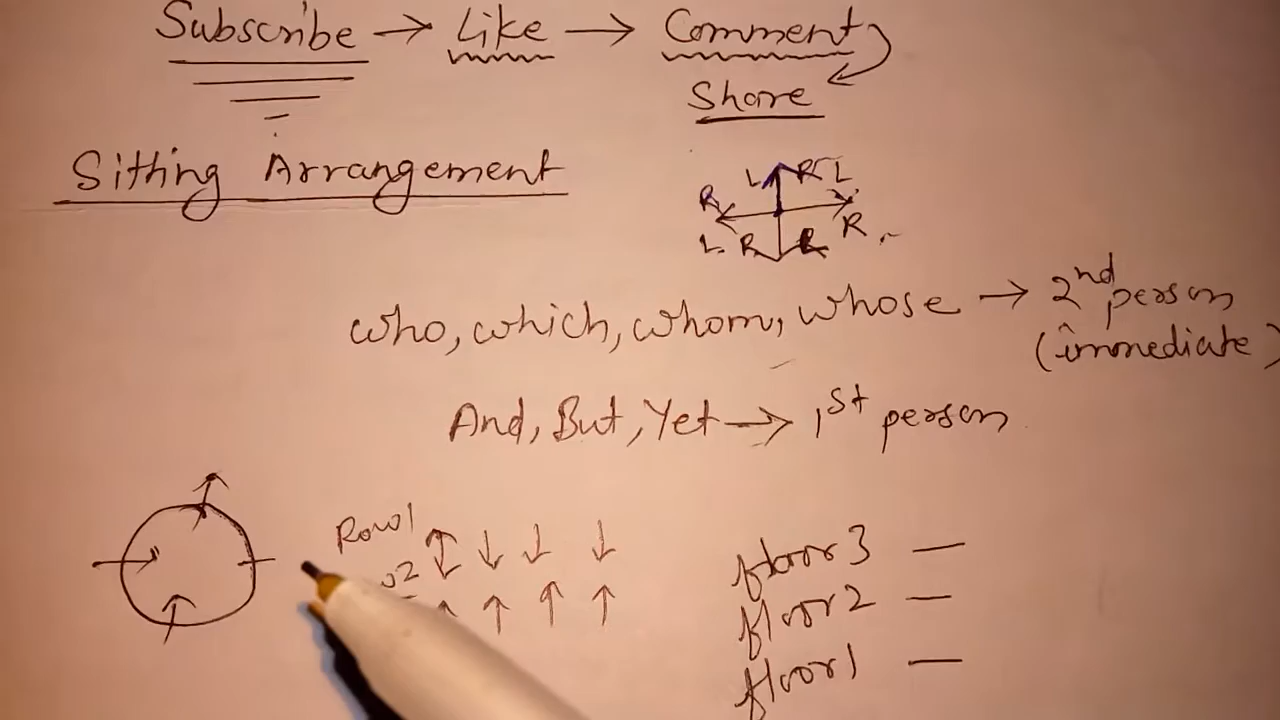 Subscribe → Like → Comment
Share
Sitting Arrangement
L R L
R
L R L R
who, which, whom, whose → 2nd person
(immediate)
And, But, Yet → 1st person
Row1
floor 3 —
floor 2 —
floor 1 —